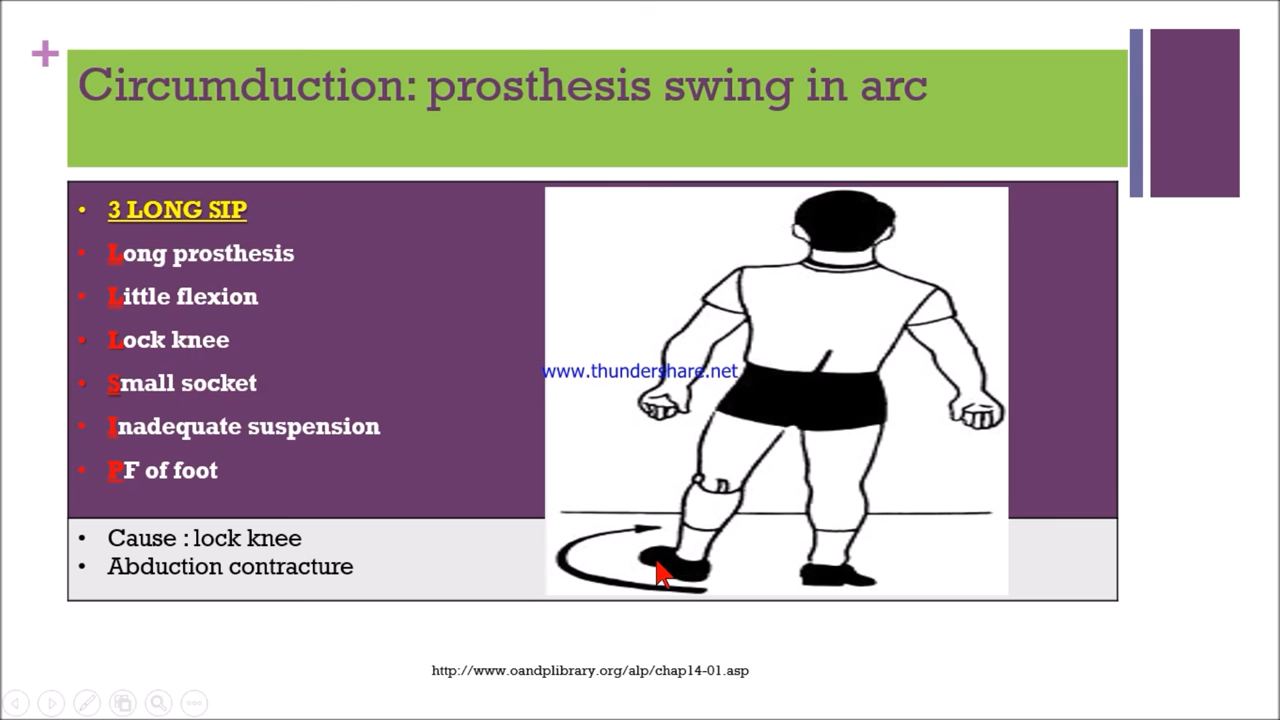 Circumduction: prosthesis swing in arc
• 3 LONG SIP
• Long prosthesis
• Little flexion
• Lock knee
• Small socket
• Inadequate suspension
• PF of foot
• Cause : lock knee
• Abduction contracture
www.thundershare.net
http://www.oandplibrary.org/alp/chap14-01.asp